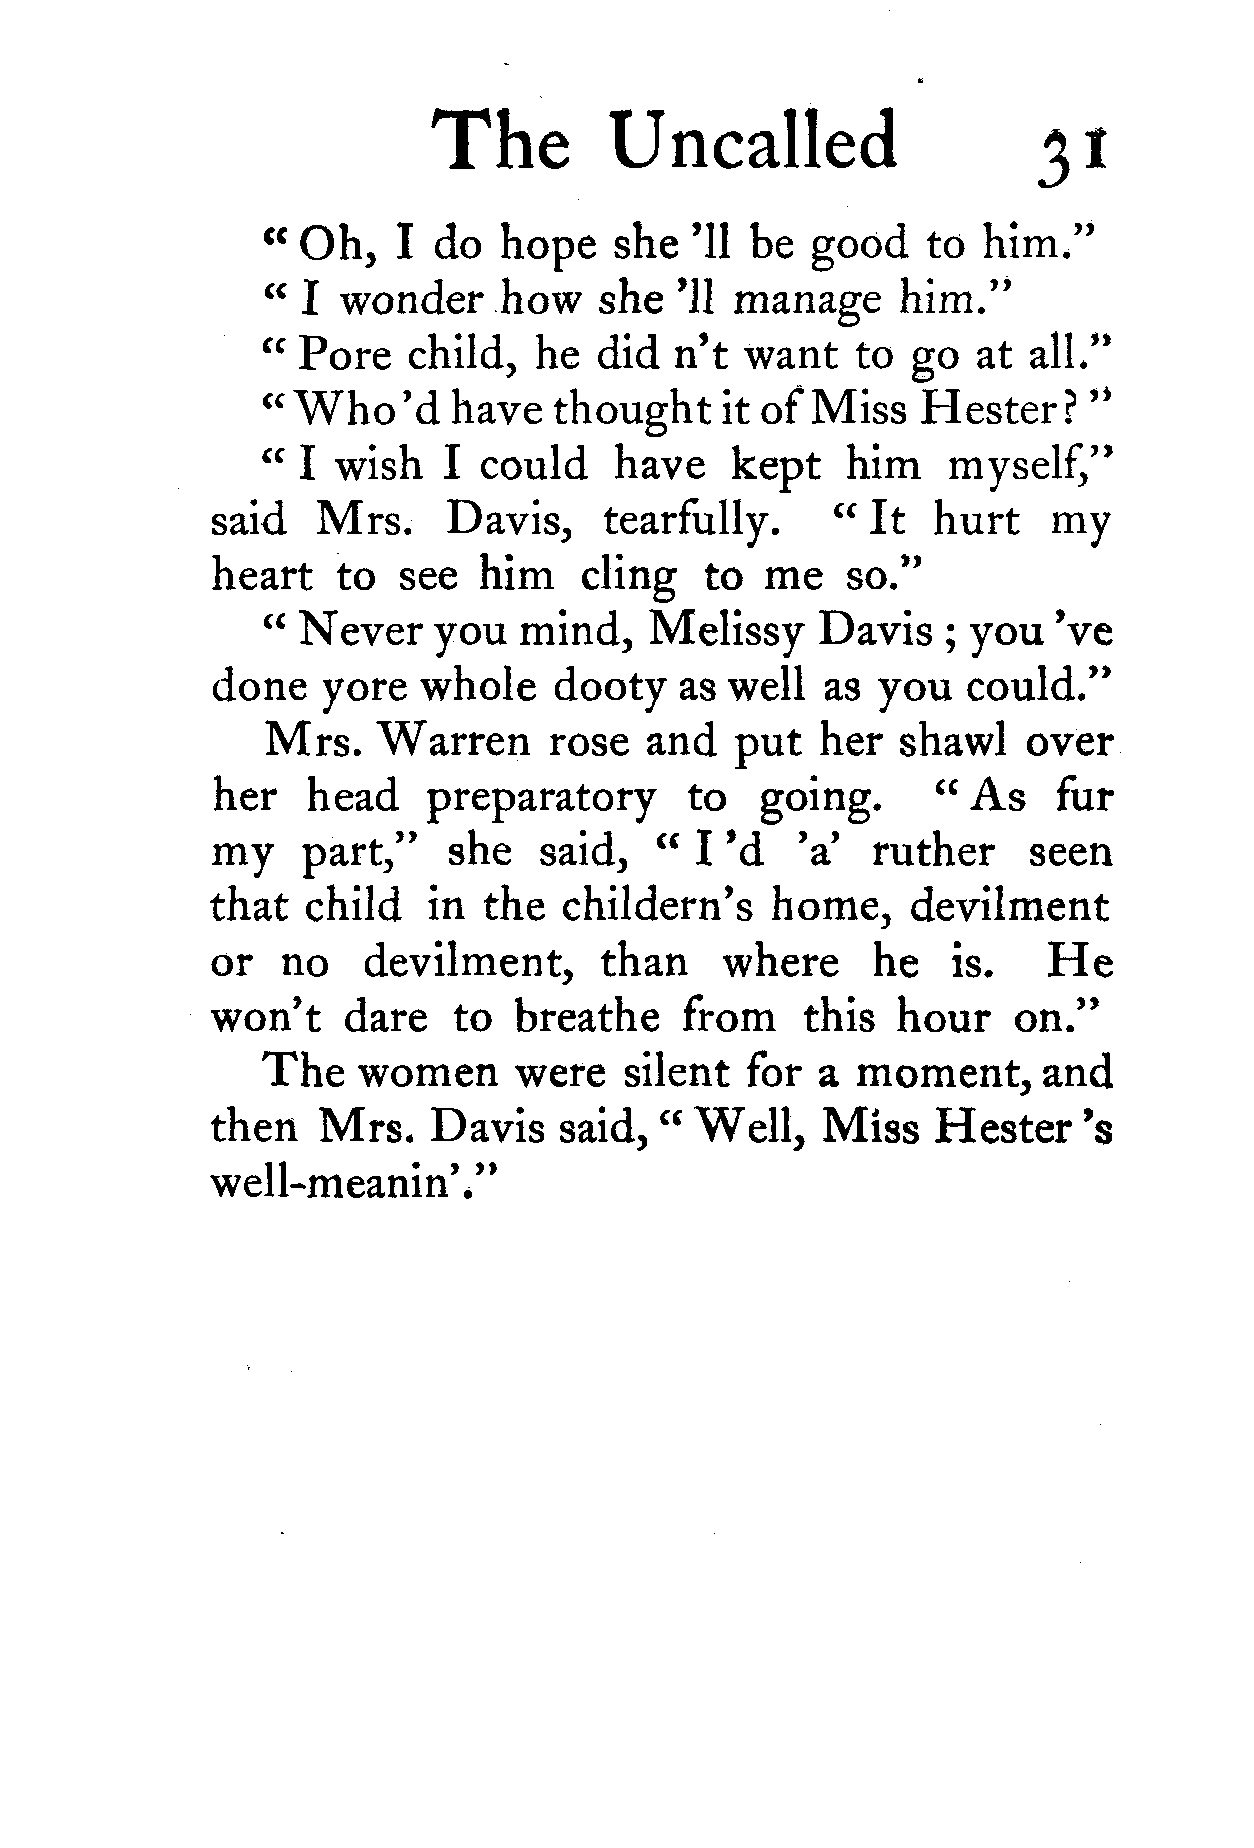 The Uncalled 31
“Oh, I do hope she 'll be good to him.”
“I wonder how she 'll manage him.”
“Pore child, he did n't want to go at all.”
“Who 'd have thought it of Miss Hester?”
“I wish I could have kept him myself,”
said Mrs. Davis, tearfully. “It hurt my
heart to see him cling to me so.”
“Never you mind, Melissy Davis; you 've
done yore whole dooty as well as you could.”
Mrs. Warren rose and put her shawl over
her head preparatory to going. “As fur
my part,” she said, “I 'd 'a' ruther seen
that child in the childern's home, devilment
or no devilment, than where he is. He
won't dare to breathe from this hour on.”
The women were silent for a moment, and
then Mrs. Davis said, “Well, Miss Hester 's
well-meanin'.”